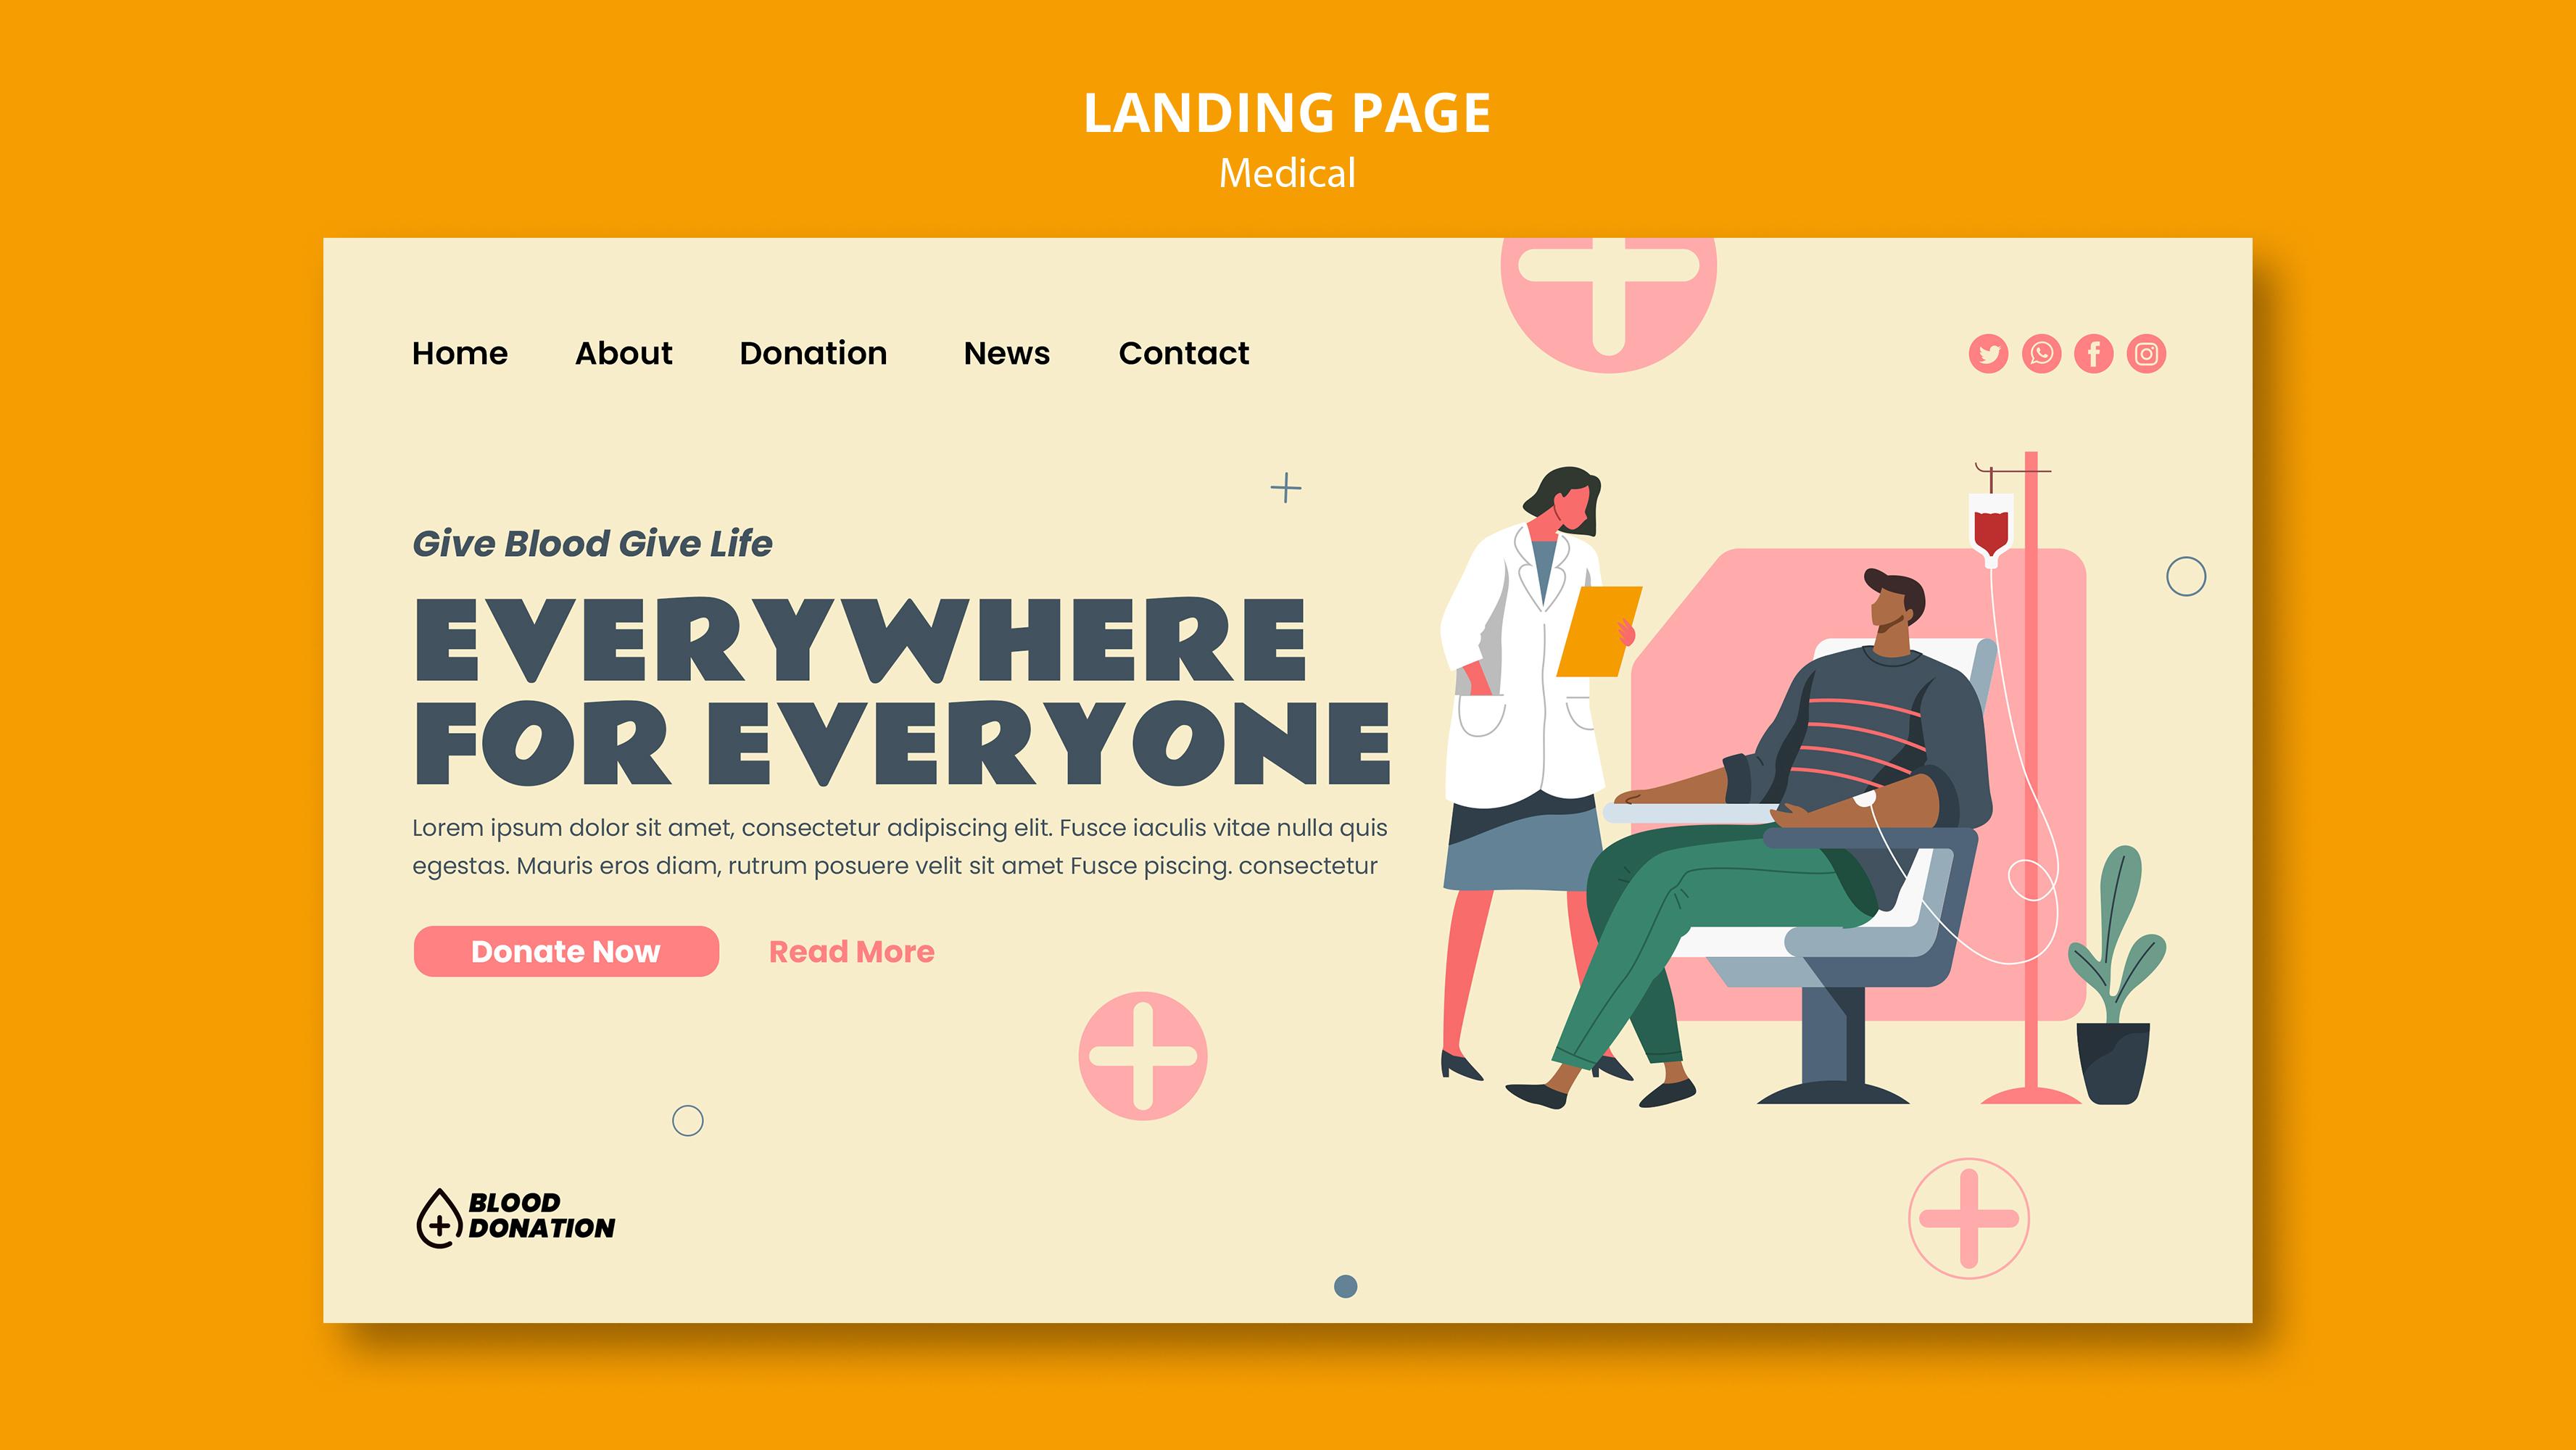 LANDING PAGE
Medical
Home About Donation News Contact
Give Blood Give Life
EVERYWHERE
FOR EVERYONE
Lorem ipsum dolor sit amet, consectetur adipiscing elit. Fusce iaculis vitae nulla quis
egestas. Mauris eros diam, rutrum posuere velit sit amet Fusce piscing. consectetur
Donate Now Read More
BLOOD
DONATION